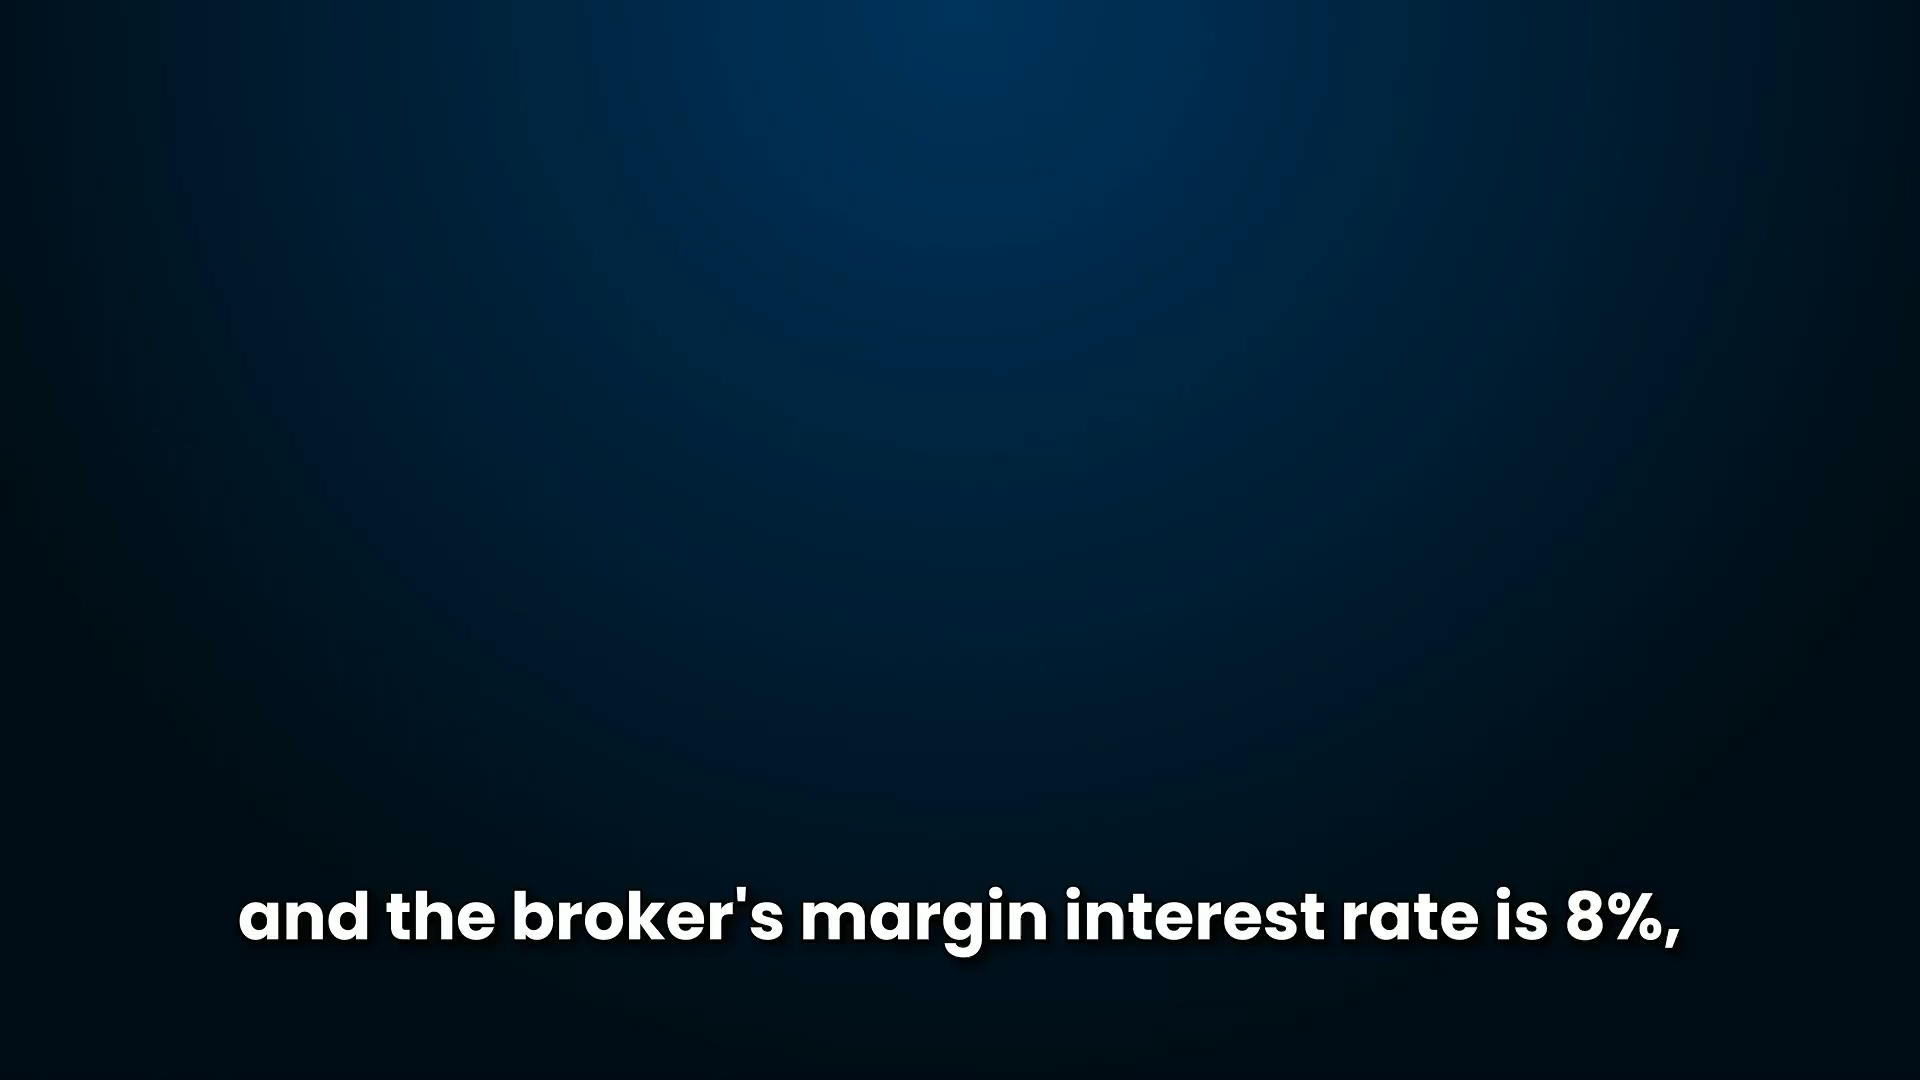 and the broker's margin interest rate is 8%,